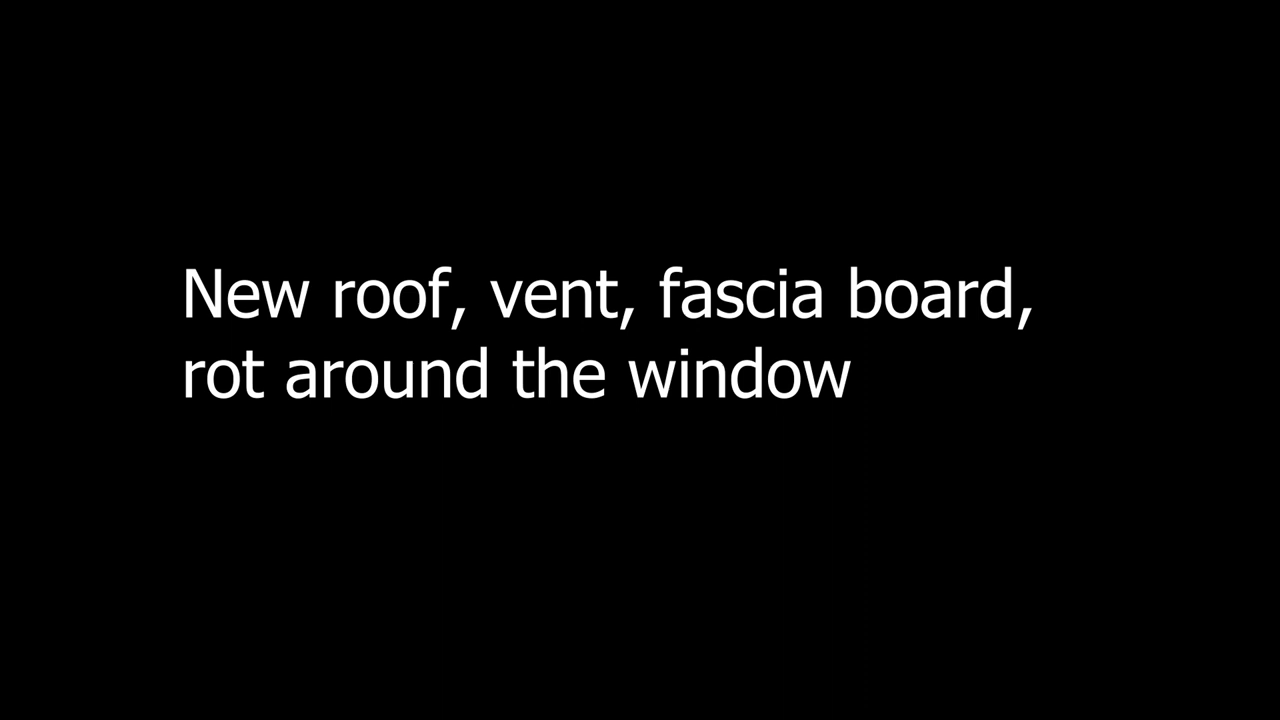 New roof, vent, fascia board,
rot around the window